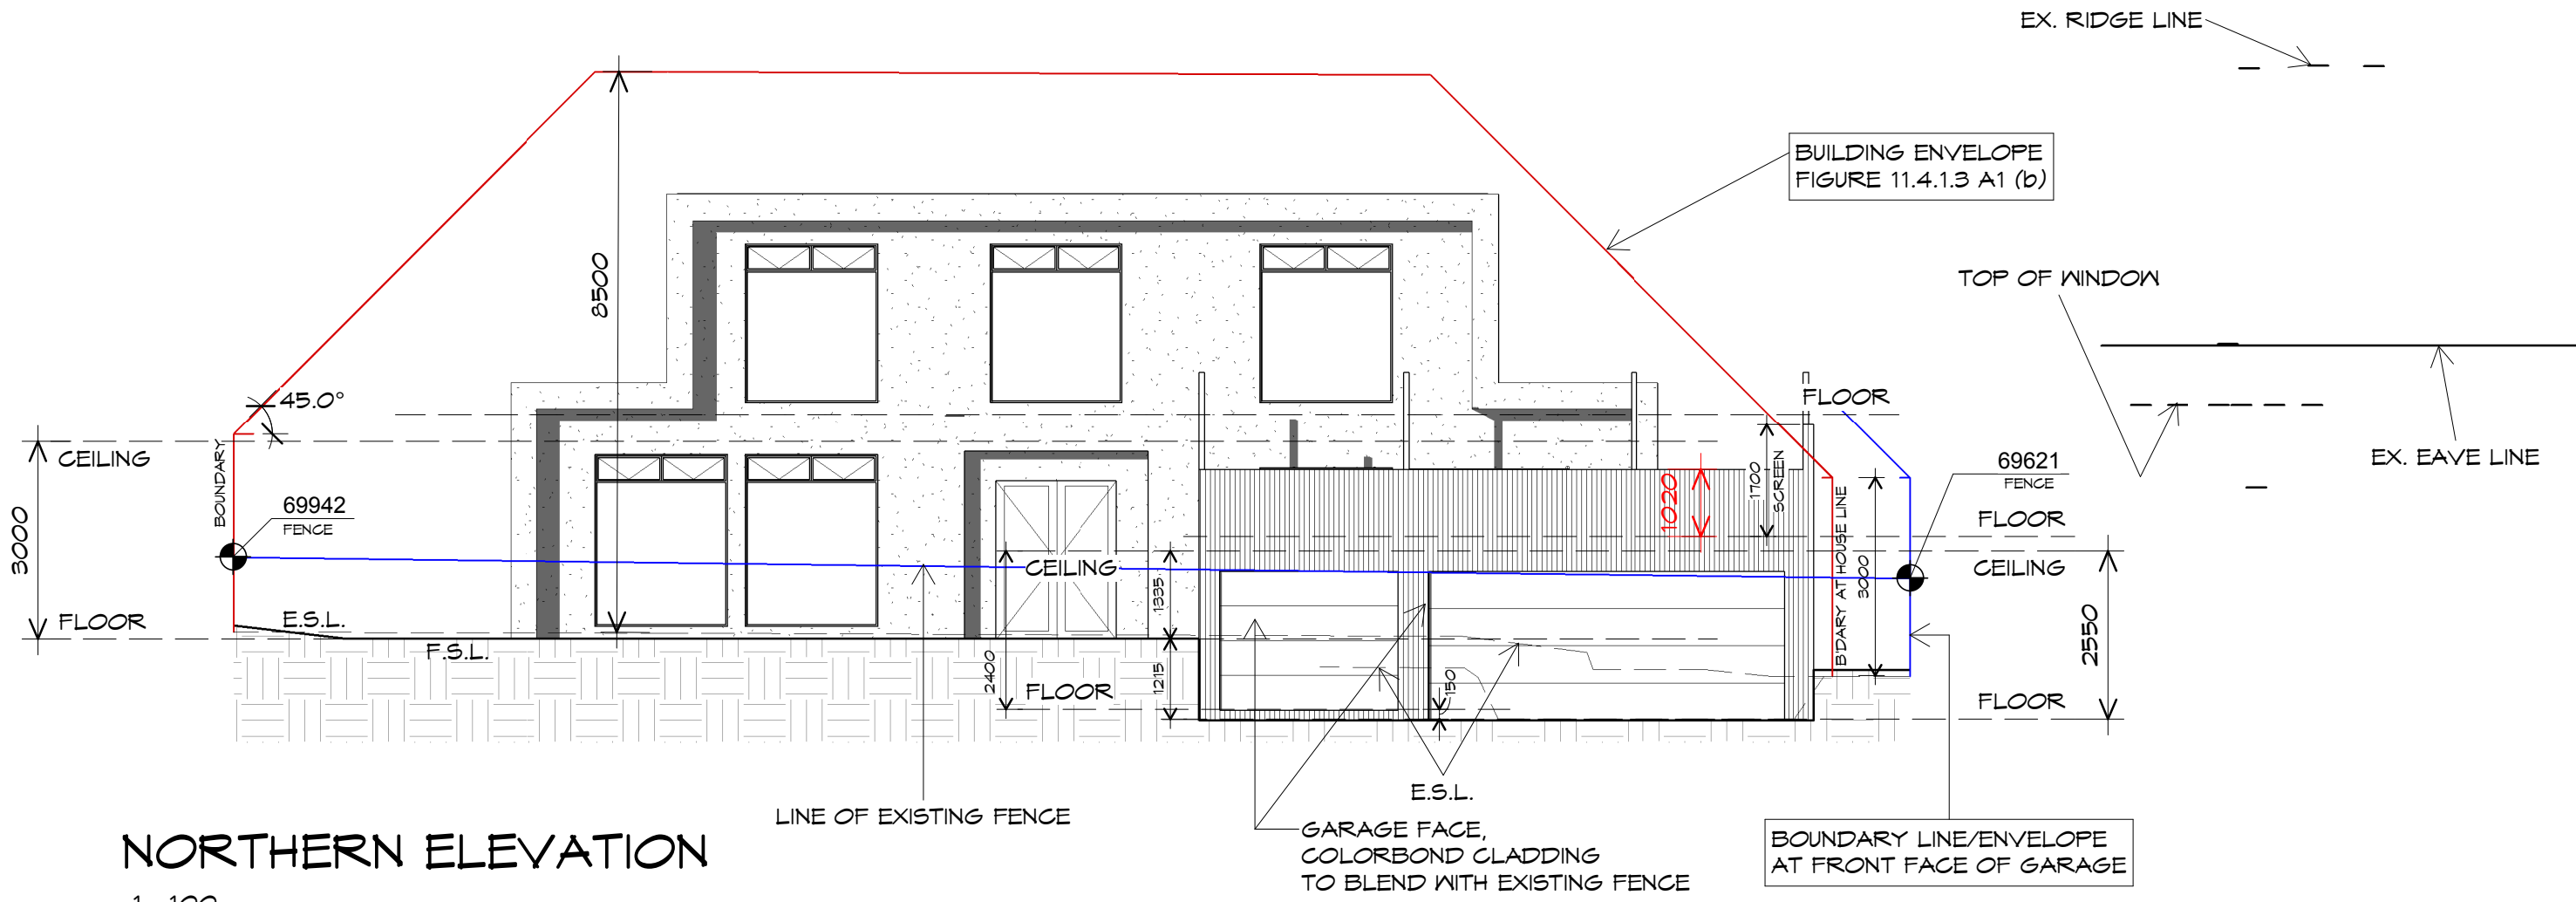 EX. RIDGE LINE
BUILDING ENVELOPE
FIGURE 11.4.1.3 A1 (b)
TOP OF WINDOW
8500
45.0°
FLOOR
CEILING
BOUNDARY
EX. EAVE LINE
69621
FENCE
1700
SCREEN
1020
69942
FENCE
3000
FLOOR
CEILING
CEILING
B'DARY AT HOUSE LINE
3000
1335
FLOOR
E.S.L.
F.S.L.
2550
2400
1215
FLOOR
150
FLOOR
E.S.L.
LINE OF EXISTING FENCE
GARAGE FACE,
COLORBOND CLADDING
TO BLEND WITH EXISTING FENCE
BOUNDARY LINE/ENVELOPE
AT FRONT FACE OF GARAGE
NORTHERN ELEVATION